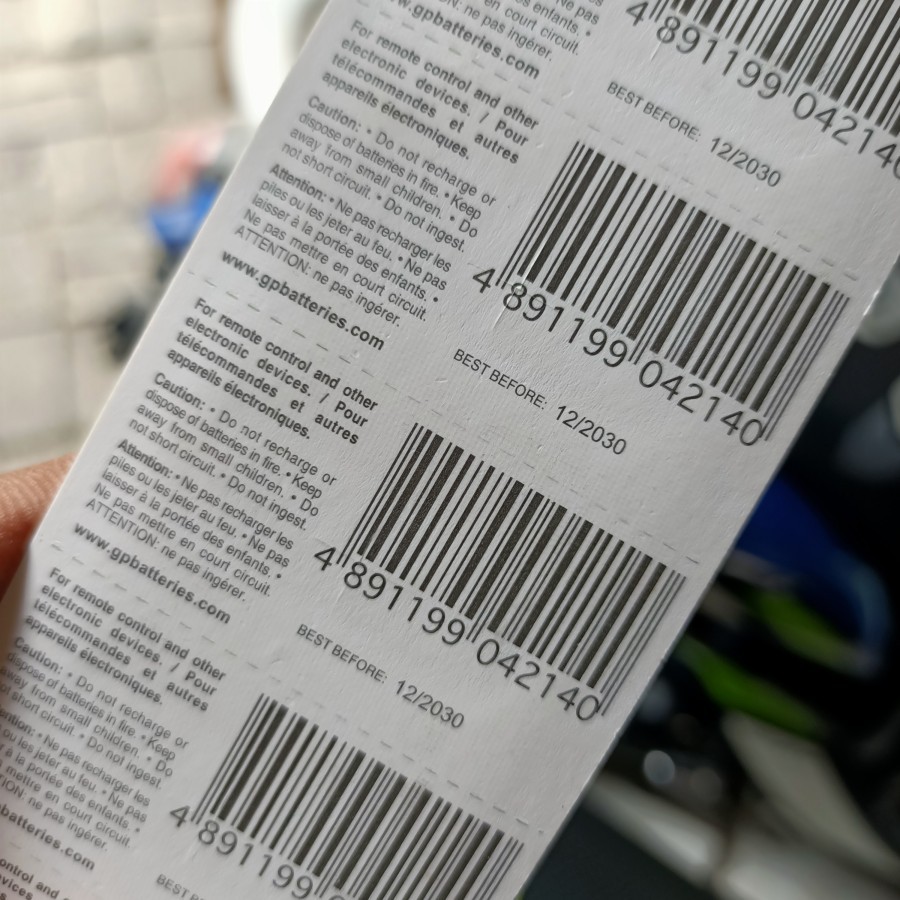 en court circuit.
ATTENTION: ne pas ingérer.
www.gpbatteries.com
4 891199 04214
BEST BEFORE: 12/2030
For remote control and other
electronic devices. / Pour
télécommandes et autres
appareils électroniques.
Caution: • Do not recharge or
dispose of batteries in fire. • Keep
away from small children. • Do
not short circuit. • Do not ingest.
Attention: • Ne pas recharger les
piles ou les jeter au feu. • Ne pas
laisser à la portée des enfants. •
Ne pas mettre en court circuit.
ATTENTION: ne pas ingérer.
www.gpbatteries.com
4 891199 042140
BEST BEFORE: 12/2030
For remote control and other
electronic devices. / Pour
télécommandes et autres
appareils électroniques.
Caution: • Do not recharge or
dispose of batteries in fire. • Keep
away from small children. • Do
not short circuit. • Do not ingest.
Attention: • Ne pas recharger les
piles ou les jeter au feu. • Ne pas
laisser à la portée des enfants. •
Ne pas mettre en court circuit.
ATTENTION: ne pas ingérer.
www.gpbatteries.com
4 891199 042140
BEST BEFORE: 12/2030
For remote control and other
electronic devices. / Pour
télécommandes et autres
appareils électroniques.
Caution: • Do not recharge or
dispose of batteries in fire. • Keep
away from small children. • Do
not short circuit. • Do not ingest.
Ne pas recharger les
ou les jeter au feu. • Ne pas
à la portée des enfants. •
mettre en court circuit.
ne pas ingérer.
batteries.com
4 891199
BEST
control and